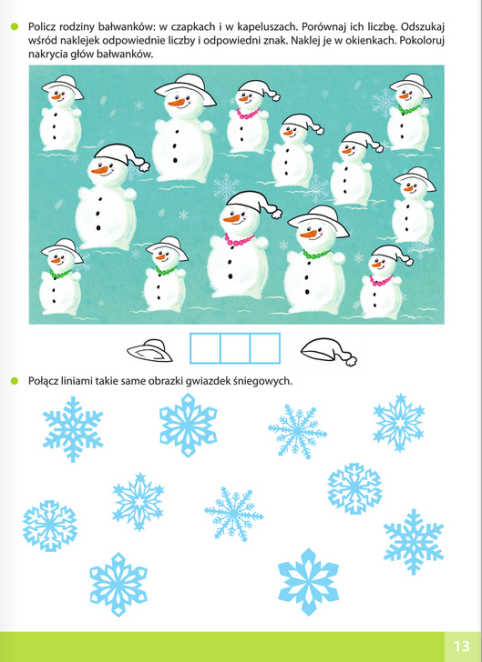 Policz rodziny bałwanków: w czapkach i w kapeluszach. Porównaj ich liczbę. Odszukaj
wśród naklejek odpowiednie liczby i odpowiedni znak. Naklej je w okienkach. Pokoloruj
nakrycia głów bałwanków.
Połącz liniami takie same obrazki gwiazdek śniegowych.
13